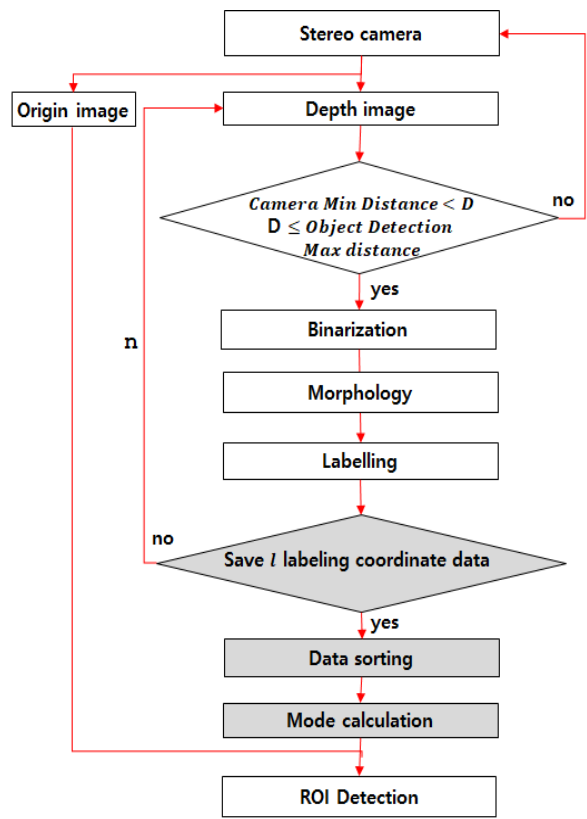 Stereo camera
Origin image
Depth image
Camera Min Distance < D
D ≤ Object Detection
Max distance
no
yes
Binarization
n
Morphology
Labelling
no
Save l labeling coordinate data
yes
Data sorting
Mode calculation
ROI Detection